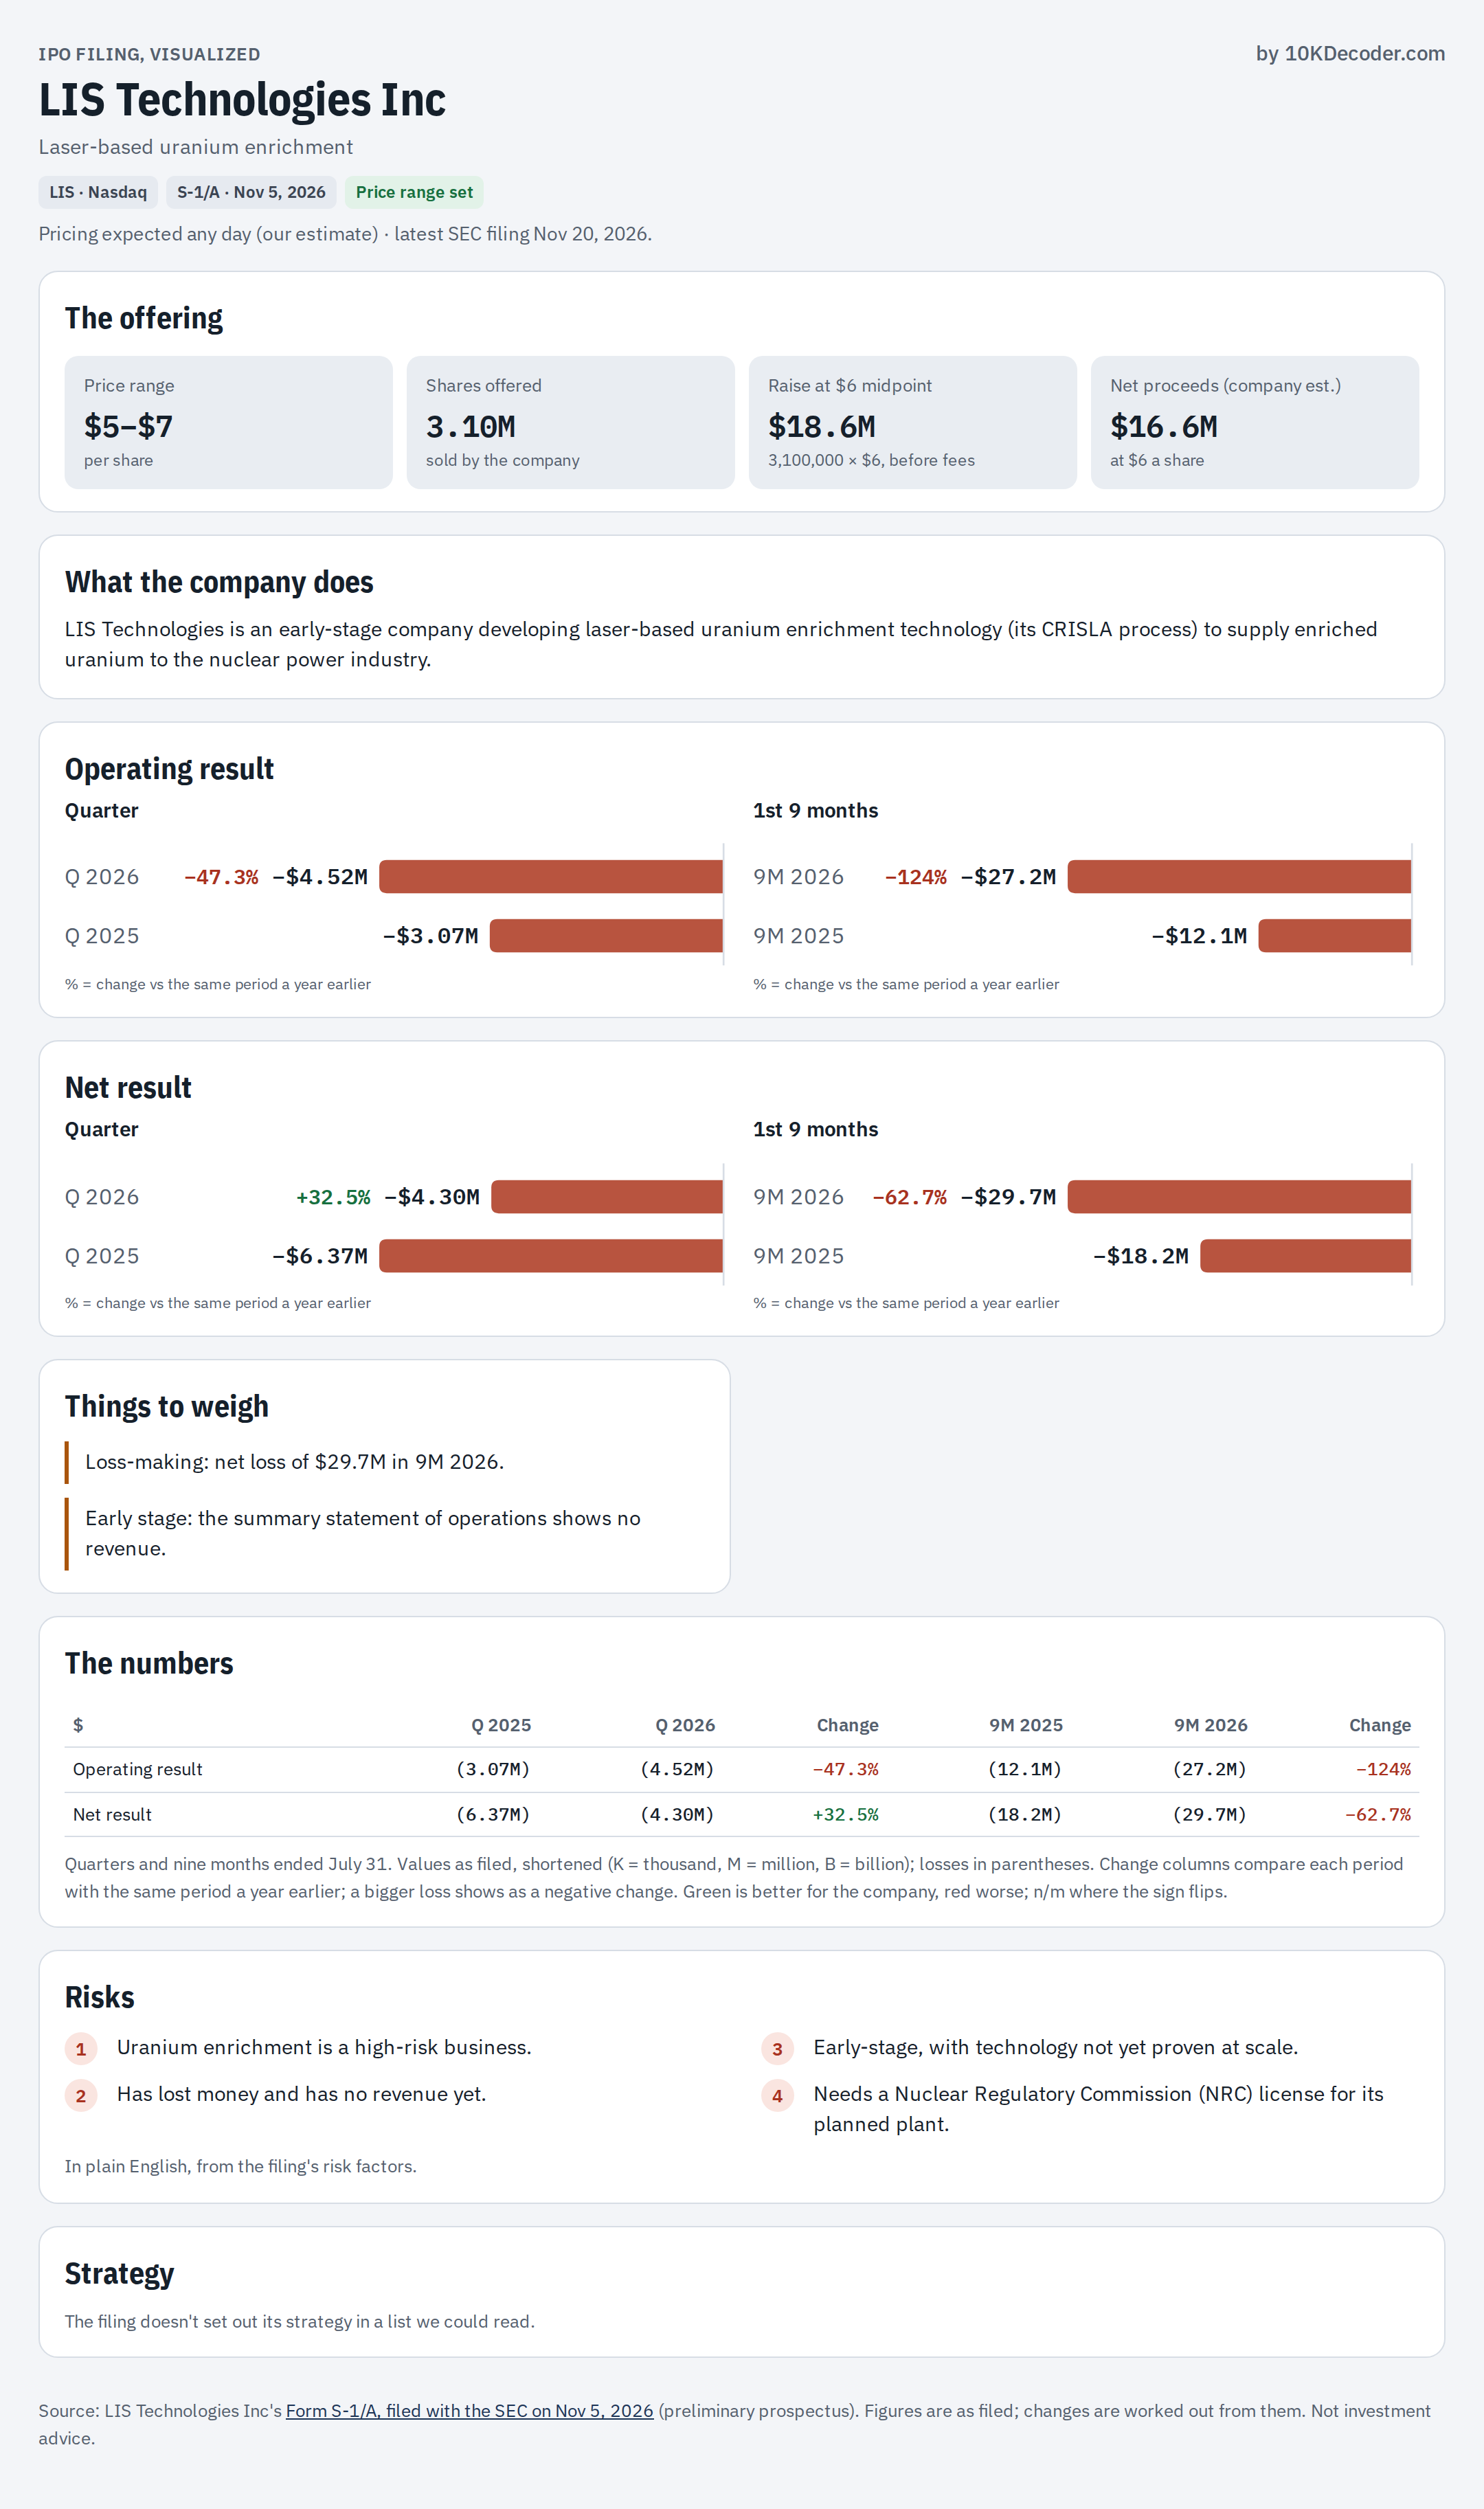 IPO FILING, VISUALIZED
by 10KDecoder.com
LIS Technologies Inc
Laser-based uranium enrichment
LIS · Nasdaq
S-1/A · Nov 5, 2026
Price range set
Pricing expected any day (our estimate) · latest SEC filing Nov 20, 2026.
The offering
Price range
$5–$7
per share
Shares offered
3.10M
sold by the company
Raise at $6 midpoint
$18.6M
3,100,000 × $6, before fees
Net proceeds (company est.)
$16.6M
at $6 a share
What the company does
LIS Technologies is an early-stage company developing laser-based uranium enrichment technology (its CRISLA process) to supply enriched
uranium to the nuclear power industry.
Operating result
Quarter
Q 2026 −47.3% −$4.52M
Q 2025 −$3.07M
% = change vs the same period a year earlier
1st 9 months
9M 2026 −124% −$27.2M
9M 2025 −$12.1M
% = change vs the same period a year earlier
Net result
Quarter
Q 2026 +32.5% −$4.30M
Q 2025 −$6.37M
% = change vs the same period a year earlier
1st 9 months
9M 2026 −62.7% −$29.7M
9M 2025 −$18.2M
% = change vs the same period a year earlier
Things to weigh
Loss-making: net loss of $29.7M in 9M 2026.
Early stage: the summary statement of operations shows no
revenue.
The numbers
$ Q 2025 Q 2026 Change 9M 2025 9M 2026 Change
Operating result (3.07M) (4.52M) −47.3% (12.1M) (27.2M) −124%
Net result (6.37M) (4.30M) +32.5% (18.2M) (29.7M) −62.7%
Quarters and nine months ended July 31. Values as filed, shortened (K = thousand, M = million, B = billion); losses in parentheses. Change columns compare each period
with the same period a year earlier; a bigger loss shows as a negative change. Green is better for the company, red worse; n/m where the sign flips.
Risks
1 Uranium enrichment is a high-risk business.
2 Has lost money and has no revenue yet.
3 Early-stage, with technology not yet proven at scale.
4 Needs a Nuclear Regulatory Commission (NRC) license for its
planned plant.
In plain English, from the filing's risk factors.
Strategy
The filing doesn't set out its strategy in a list we could read.
Source: LIS Technologies Inc's Form S-1/A, filed with the SEC on Nov 5, 2026 (preliminary prospectus). Figures are as filed; changes are worked out from them. Not investment
advice.